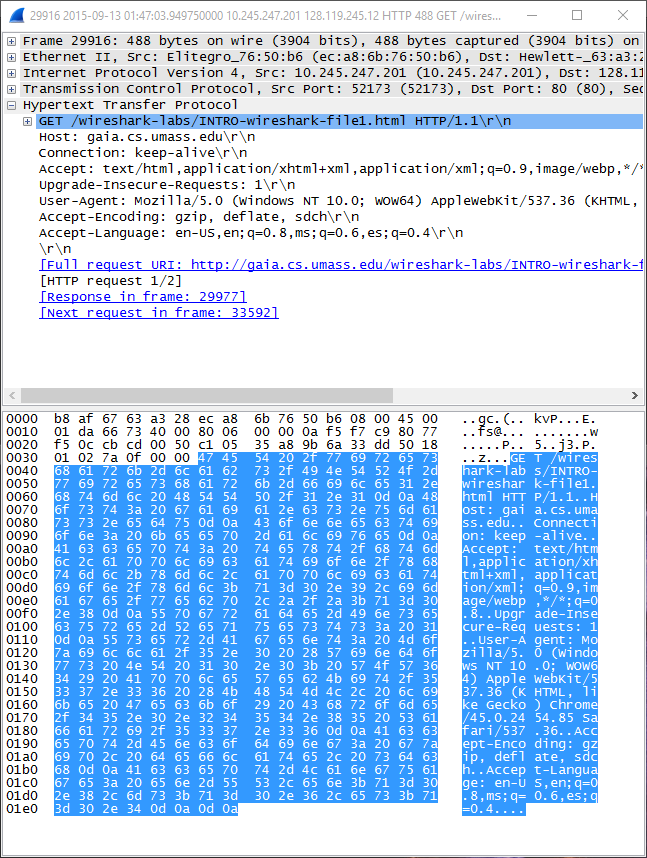 29916 2015-09-13 01:47:03.949750000 10.245.247.201 128.119.245.12 HTTP 488 GET /wires...
Frame 29916: 488 bytes on wire (3904 bits), 488 bytes captured (3904 bits) on
Ethernet II, Src: Elitegro_76:50:b6 (ec:a8:6b:76:50:b6), Dst: Hewlett-_63:a3:2
Internet Protocol Version 4, Src: 10.245.247.201 (10.245.247.201), Dst: 128.11
Transmission Control Protocol, Src Port: 52173 (52173), Dst Port: 80 (80), Seq
Hypertext Transfer Protocol
GET /wireshark-labs/INTRO-wireshark-file1.html HTTP/1.1\r\n
Host: gaia.cs.umass.edu\r\n
Connection: keep-alive\r\n
Accept: text/html,application/xhtml+xml,application/xml;q=0.9,image/webp,*/*
Upgrade-Insecure-Requests: 1\r\n
User-Agent: Mozilla/5.0 (Windows NT 10.0; WOW64) AppleWebKit/537.36 (KHTML,
Accept-Encoding: gzip, deflate, sdch\r\n
Accept-Language: en-US,en;q=0.8,ms;q=0.6,es;q=0.4\r\n
\r\n
[Full request URI: http://gaia.cs.umass.edu/wireshark-labs/INTRO-wireshark-f
[HTTP request 1/2]
[Response in frame: 29977]
[Next request in frame: 33592]
0000 b8 af 67 63 a3 28 ec a8 6b 76 50 b6 08 00 45 00 ..gc.(.. kvP...E.
0010 01 da 66 73 40 00 80 06 00 00 0a f5 f7 c9 80 77 ..fs@... .......w
0020 f5 0c cb cd 00 50 c1 05 35 a8 9b 6a 33 dd 50 18 .....P.. 5..j3.P.
0030 01 02 7a 0f 00 00 47 45 54 20 2f 77 69 72 65 73 ..z...GE T /wires
0040 68 61 72 6b 2d 6c 61 62 73 2f 49 4e 54 52 4f 2d hark-lab s/INTRO-
0050 77 69 72 65 73 68 61 72 6b 2d 66 69 6c 65 31 2e wireshar k-file1.
0060 68 74 6d 6c 20 48 54 54 50 2f 31 2e 31 0d 0a 48 html HTT P/1.1..H
0070 6f 73 74 3a 20 67 61 69 61 2e 63 73 2e 75 6d 61 ost: gai a.cs.uma
0080 73 73 2e 65 64 75 0d 0a 43 6f 6e 6e 65 63 74 69 ss.edu.. Connecti
0090 6f 6e 3a 20 6b 65 65 70 2d 61 6c 69 76 65 0d 0a on: keep -alive..
00a0 41 63 63 65 70 74 3a 20 74 65 78 74 2f 68 74 6d Accept:  text/htm
00b0 6c 2c 61 70 70 6c 69 63 61 74 69 6f 6e 2f 78 68 l,applic ation/xh
00c0 74 6d 6c 2b 78 6d 6c 2c 61 70 70 6c 69 63 61 74 tml+xml, applicat
00d0 69 6f 6e 2f 78 6d 6c 3b 71 3d 30 2e 39 2c 69 6d ion/xml; q=0.9,im
00e0 61 67 65 2f 77 65 62 70 2c 2a 2f 2a 3b 71 3d 30 age/webp ,*/*;q=0
00f0 2e 38 0d 0a 55 70 67 72 61 64 65 2d 49 6e 73 65 .8..Upgr ade-Inse
0100 63 75 72 65 2d 52 65 71 75 65 73 74 73 3a 20 31 cure-Req uests: 1
0110 0d 0a 55 73 65 72 2d 41 67 65 6e 74 3a 20 4d 6f ..User-A gent: Mo
0120 7a 69 6c 6c 61 2f 35 2e 30 20 28 57 69 6e 64 6f zilla/5. 0 (Windo
0130 77 73 20 4e 54 20 31 30 2e 30 3b 20 57 4f 57 36 ws NT 10 .0; WOW6
0140 34 29 20 41 70 70 6c 65 57 65 62 4b 69 74 2f 35 4) Apple WebKit/5
0150 33 37 2e 33 36 20 28 4b 48 54 4d 4c 2c 20 6c 69 37.36 (K HTML, li
0160 6b 65 20 47 65 63 6b 6f 29 20 43 68 72 6f 6d 65 ke Gecko ) Chrome
0170 2f 34 35 2e 30 2e 32 34 35 34 2e 38 35 20 53 61 /45.0.24 54.85 Sa
0180 66 61 72 69 2f 35 33 37 2e 33 36 0d 0a 41 63 63 fari/537 .36..Acc
0190 65 70 74 2d 45 6e 63 6f 64 69 6e 67 3a 20 67 7a ept-Enco ding: gz
01a0 69 70 2c 20 64 65 66 6c 61 74 65 2c 20 73 64 63 ip, defl ate, sdc
01b0 68 0d 0a 41 63 63 65 70 74 2d 4c 61 6e 67 75 61 h..Accep t-Langua
01c0 67 65 3a 20 65 6e 2d 55 53 2c 65 6e 3b 71 3d 30 ge: en-U S,en;q=0
01d0 2e 38 2c 6d 73 3b 71 3d 30 2e 36 2c 65 73 3b 71 .8,ms;q= 0.6,es;q
01e0 3d 30 2e 34 0d 0a 0d 0a =0.4....